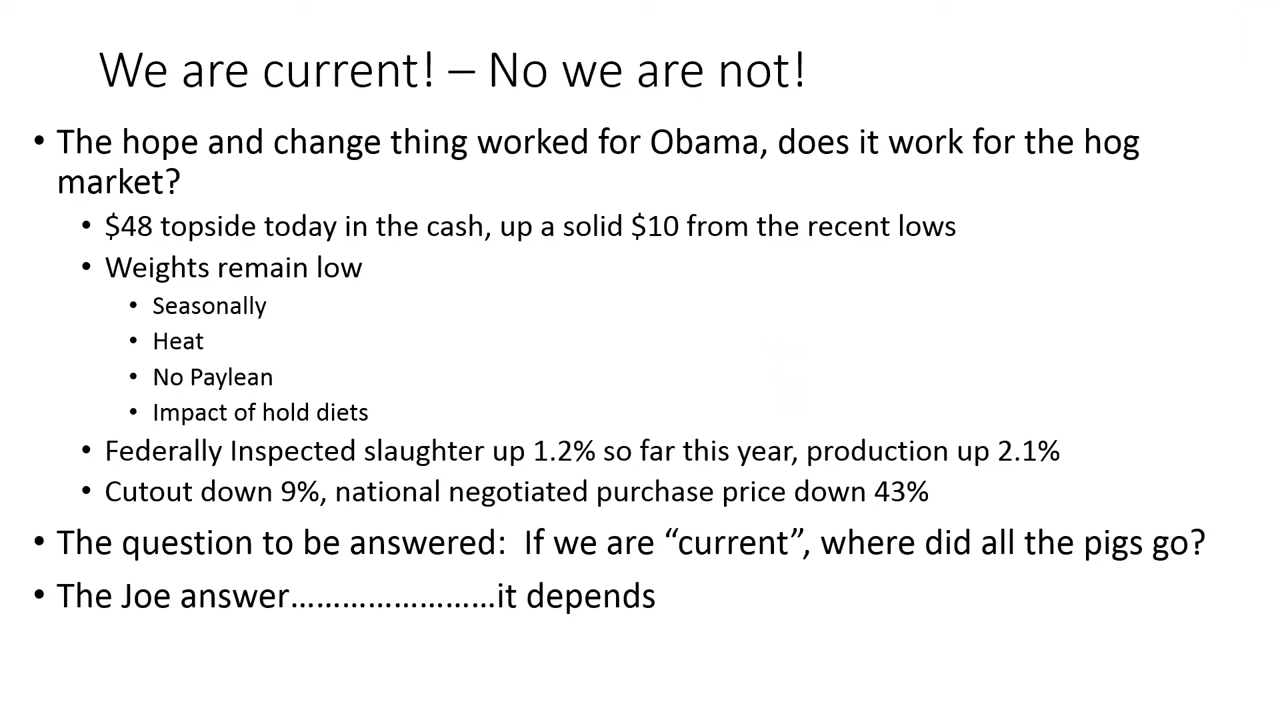 We are current! – No we are not!
• The hope and change thing worked for Obama, does it work for the hog
market?
• $48 topside today in the cash, up a solid $10 from the recent lows
• Weights remain low
• Seasonally
• Heat
• No Paylean
• Impact of hold diets
• Federally Inspected slaughter up 1.2% so far this year, production up 2.1%
• Cutout down 9%, national negotiated purchase price down 43%
• The question to be answered:  If we are “current”, where did all the pigs go?
• The Joe answer……………………it depends